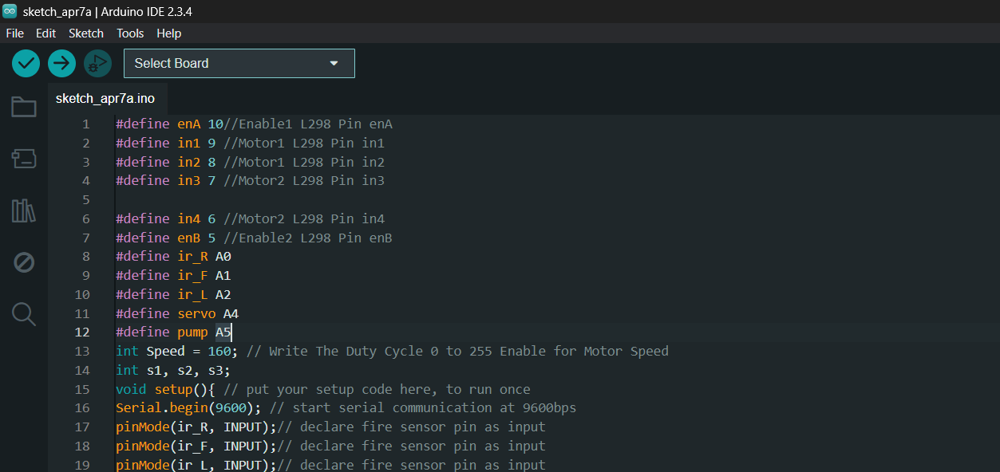 sketch_apr7a | Arduino IDE 2.3.4
File Edit Sketch Tools Help
Select Board
sketch_apr7a.ino
1 #define enA 10//Enable1 L298 Pin enA
2 #define in1 9 //Motor1 L298 Pin in1
3 #define in2 8 //Motor1 L298 Pin in2
4 #define in3 7 //Motor2 L298 Pin in3
5
6 #define in4 6 //Motor2 L298 Pin in4
7 #define enB 5 //Enable2 L298 Pin enB
8 #define ir_R A0
9 #define ir_F A1
10 #define ir_L A2
11 #define servo A4
12 #define pump A5
13 int Speed = 160; // Write The Duty Cycle 0 to 255 Enable for Motor Speed
14 int s1, s2, s3;
15 void setup(){ // put your setup code here, to run once
16 Serial.begin(9600); // start serial communication at 9600bps
17 pinMode(ir_R, INPUT);// declare fire sensor pin as input
18 pinMode(ir_F, INPUT);// declare fire sensor pin as input
19 pinMode(ir_L, INPUT);// declare fire sensor pin as input